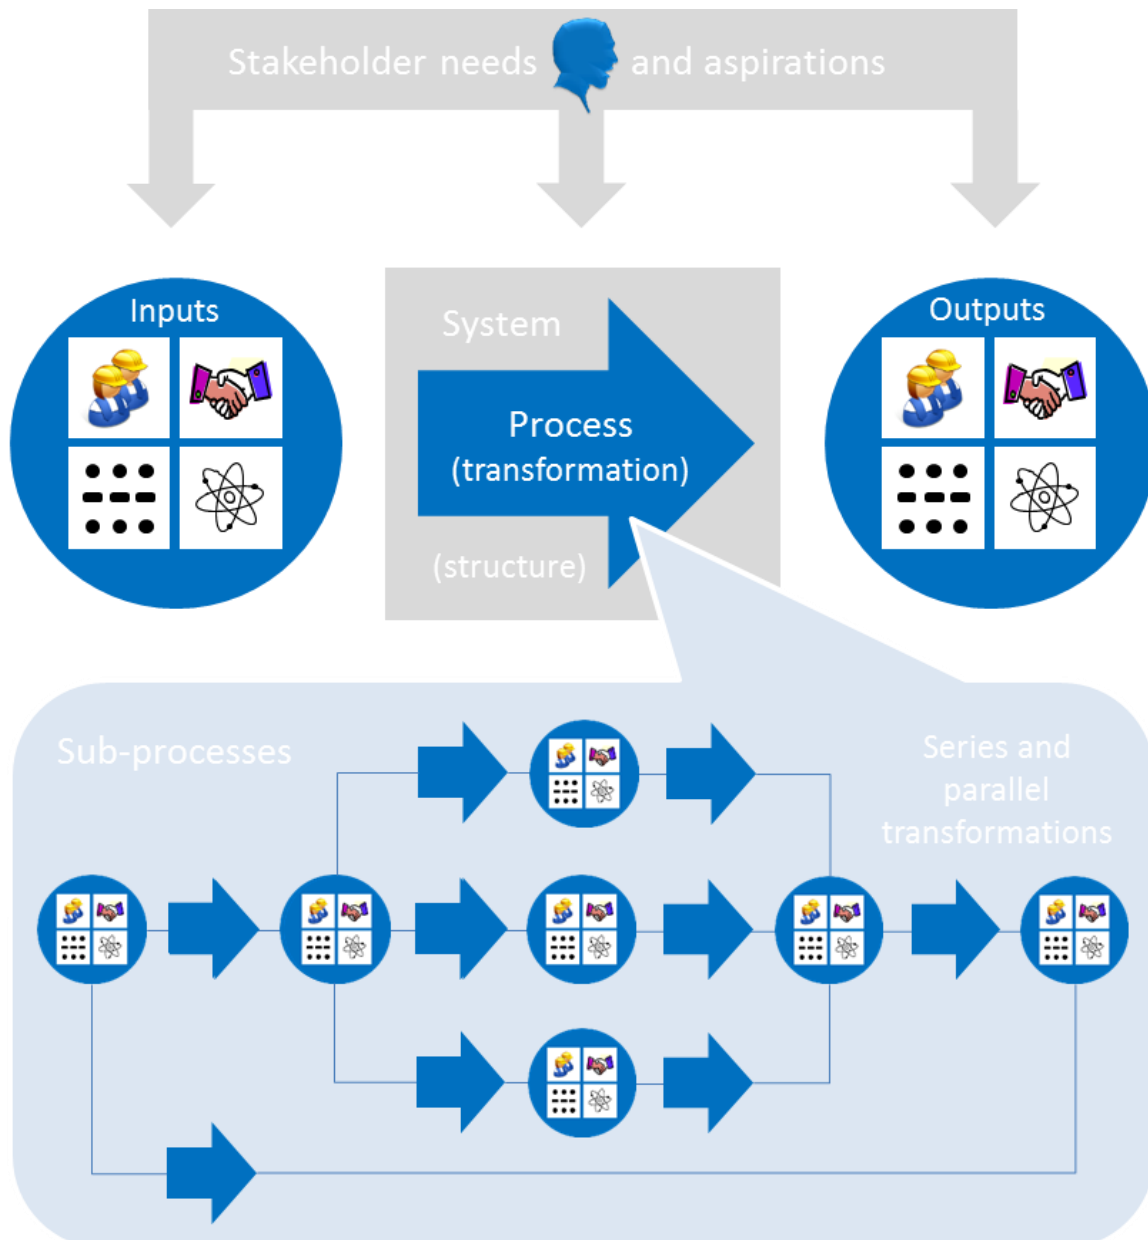 Stakeholder needs and aspirations
Inputs
System
Process
(transformation)
(structure)
Outputs
Sub-processes
Series and
parallel
transformations